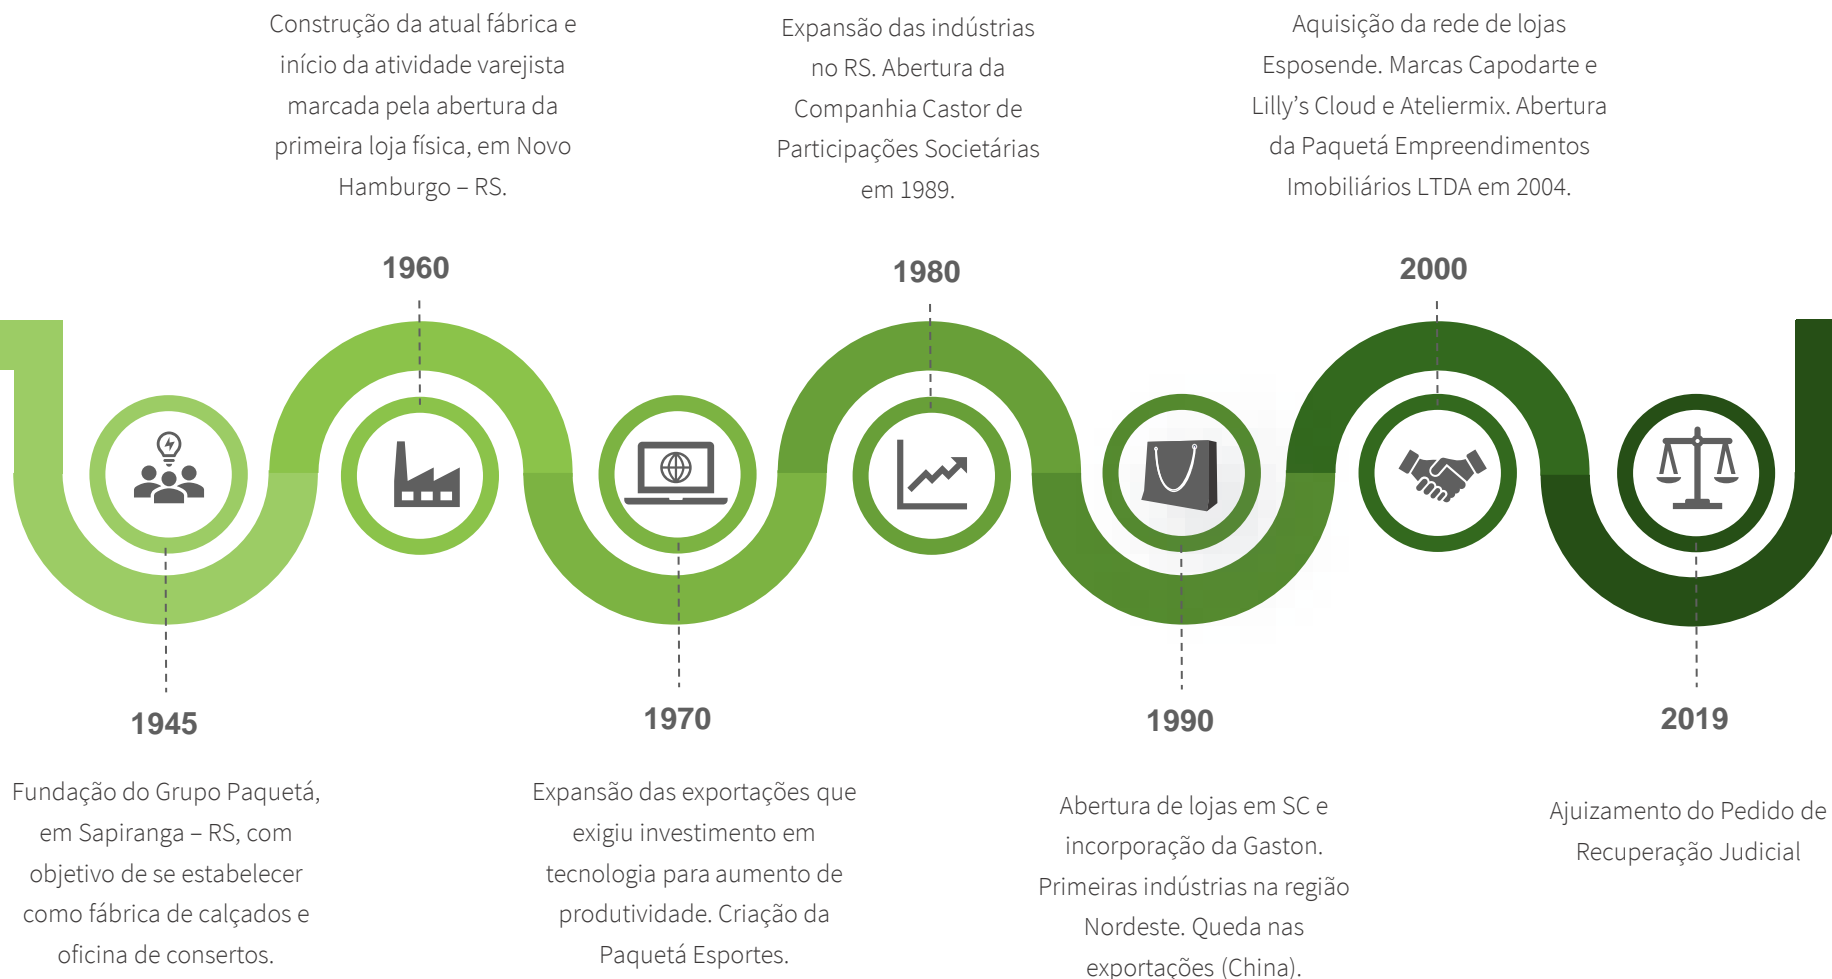 Construção da atual fábrica e
início da atividade varejista
marcada pela abertura da
primeira loja física, em Novo
Hamburgo – RS.
1960
Expansão das indústrias
no RS. Abertura da
Companhia Castor de
Participações Societárias
em 1989.
1980
Aquisição da rede de lojas
Esposende. Marcas Capodarte e
Lilly’s Cloud e Ateliermix. Abertura
da Paquetá Empreendimentos
Imobiliários LTDA em 2004.
2000
1945
Fundação do Grupo Paquetá,
em Sapiranga – RS, com
objetivo de se estabelecer
como fábrica de calçados e
oficina de consertos.
1970
Expansão das exportações que
exigiu investimento em
tecnologia para aumento de
produtividade. Criação da
Paquetá Esportes.
1990
Abertura de lojas em SC e
incorporação da Gaston.
Primeiras indústrias na região
Nordeste. Queda nas
exportações (China).
2019
Ajuizamento do Pedido de
Recuperação Judicial